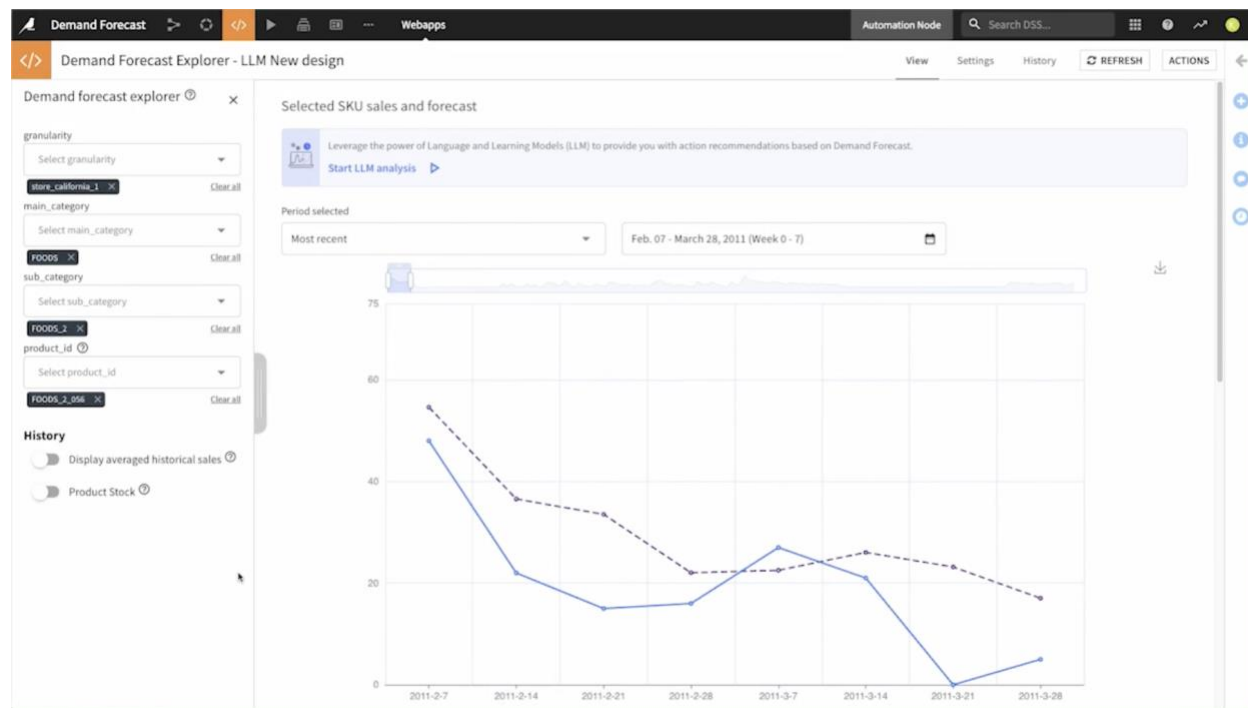 Demand Forecast
Webapps
Automation Node
Search DSS...
Demand Forecast Explorer - LLM New design
View
Settings
History
REFRESH
ACTIONS
Demand forecast explorer
granularity
Select granularity
store_california_1
Clear all
main_category
Select main_category
FOODS
Clear all
sub_category
Select sub_category
FOODS_2
Clear all
product_id
Select product_id
FOODS_2_056
Clear all
History
Display averaged historical sales
Product Stock
Selected SKU sales and forecast
Leverage the power of Language and Learning Models (LLM) to provide you with action recommendations based on Demand Forecast.
Start LLM analysis
Period selected
Most recent
Feb. 07 - March 28, 2011 (Week 0 - 7)
75
60
40
20
0
2011-2-7 2011-2-14 2011-2-21 2011-2-28 2011-3-7 2011-3-14 2011-3-21 2011-3-28